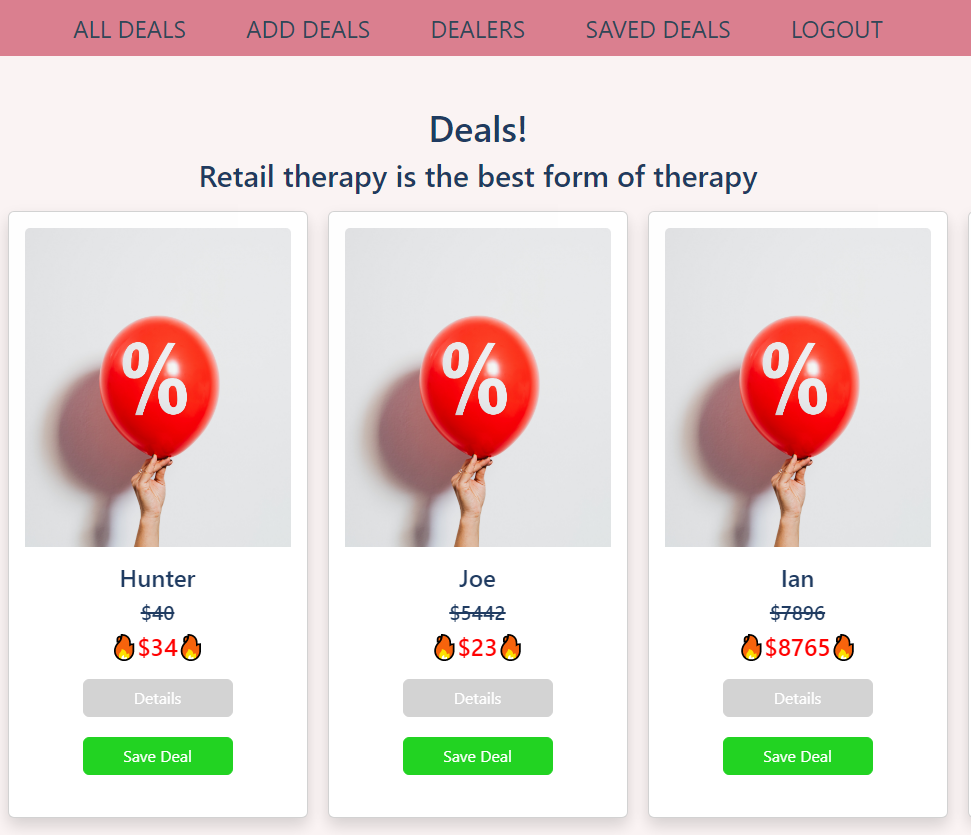 ALL DEALS ADD DEALS DEALERS SAVED DEALS LOGOUT
Deals!
Retail therapy is the best form of therapy
%
Hunter
$40
🔥$34🔥
Details
Save Deal
%
Joe
$5442
🔥$23🔥
Details
Save Deal
%
Ian
$7896
🔥$8765🔥
Details
Save Deal